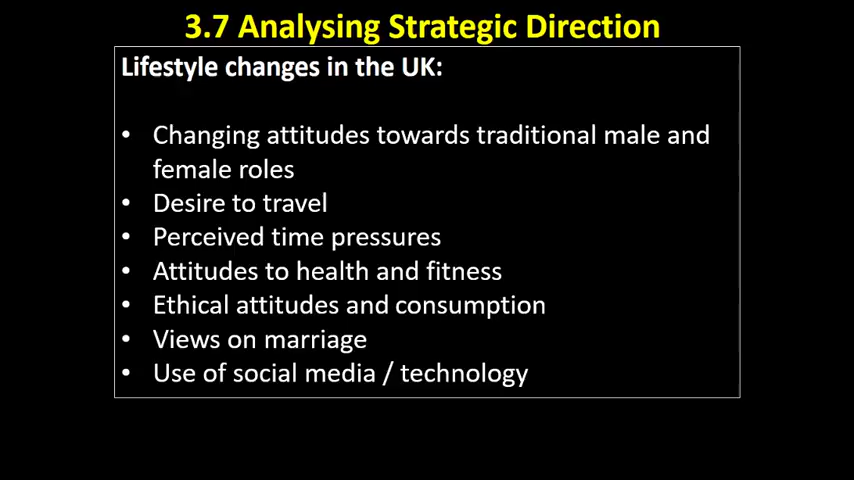 3.7 Analysing Strategic Direction
Lifestyle changes in the UK:
• Changing attitudes towards traditional male and
female roles
• Desire to travel
• Perceived time pressures
• Attitudes to health and fitness
• Ethical attitudes and consumption
• Views on marriage
• Use of social media / technology